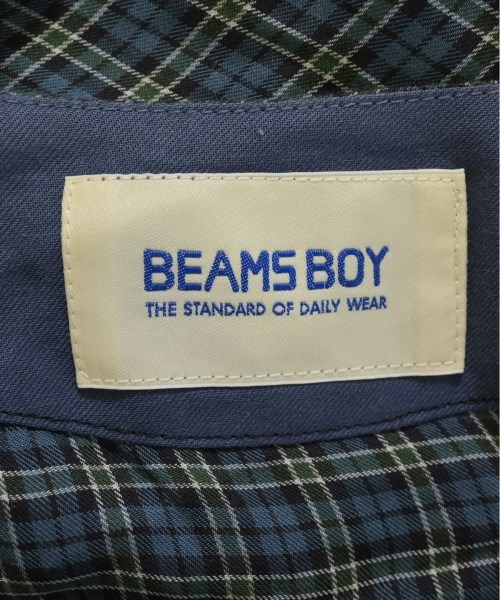 BEAMS BOY
THE STANDARD OF DAILY WEAR